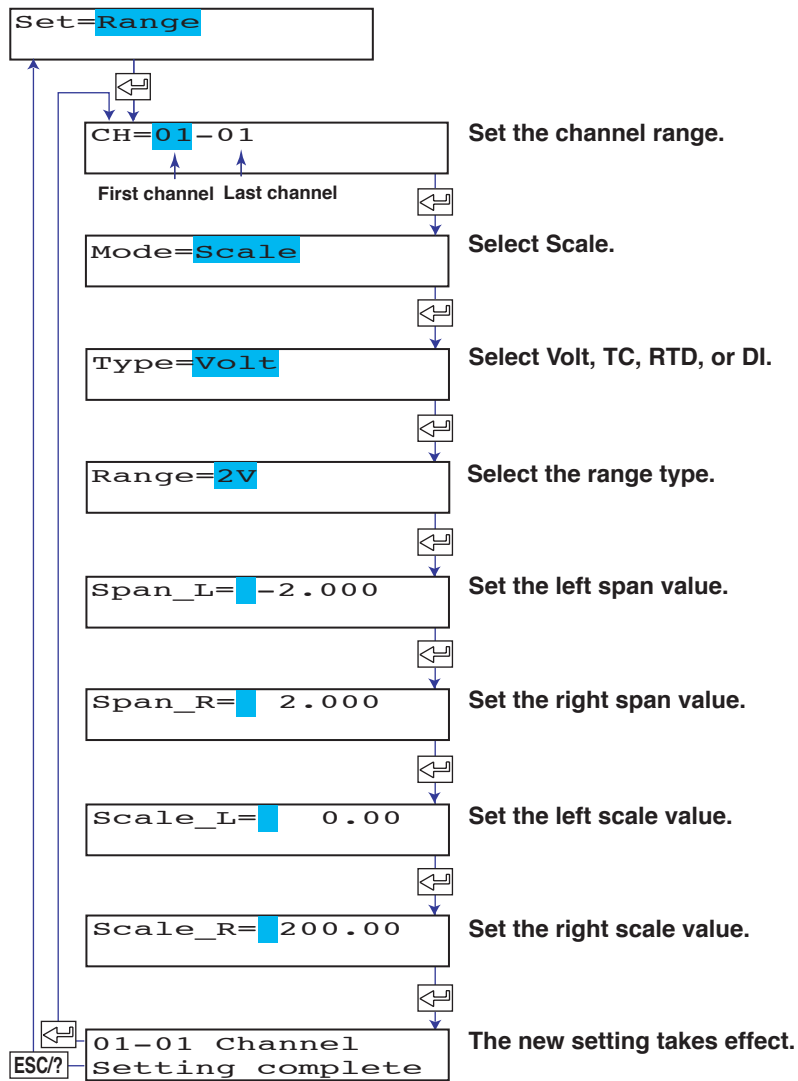 Set=Range
CH=01-01
Set the channel range.
First channel Last channel
Mode=Scale
Select Scale.
Type=Volt
Select Volt, TC, RTD, or DI.
Range=2V
Select the range type.
Span_L= -2.000
Set the left span value.
Span_R= 2.000
Set the right span value.
Scale_L= 0.00
Set the left scale value.
Scale_R= 200.00
Set the right scale value.
01-01 Channel
Setting complete
The new setting takes effect.
ESC/?